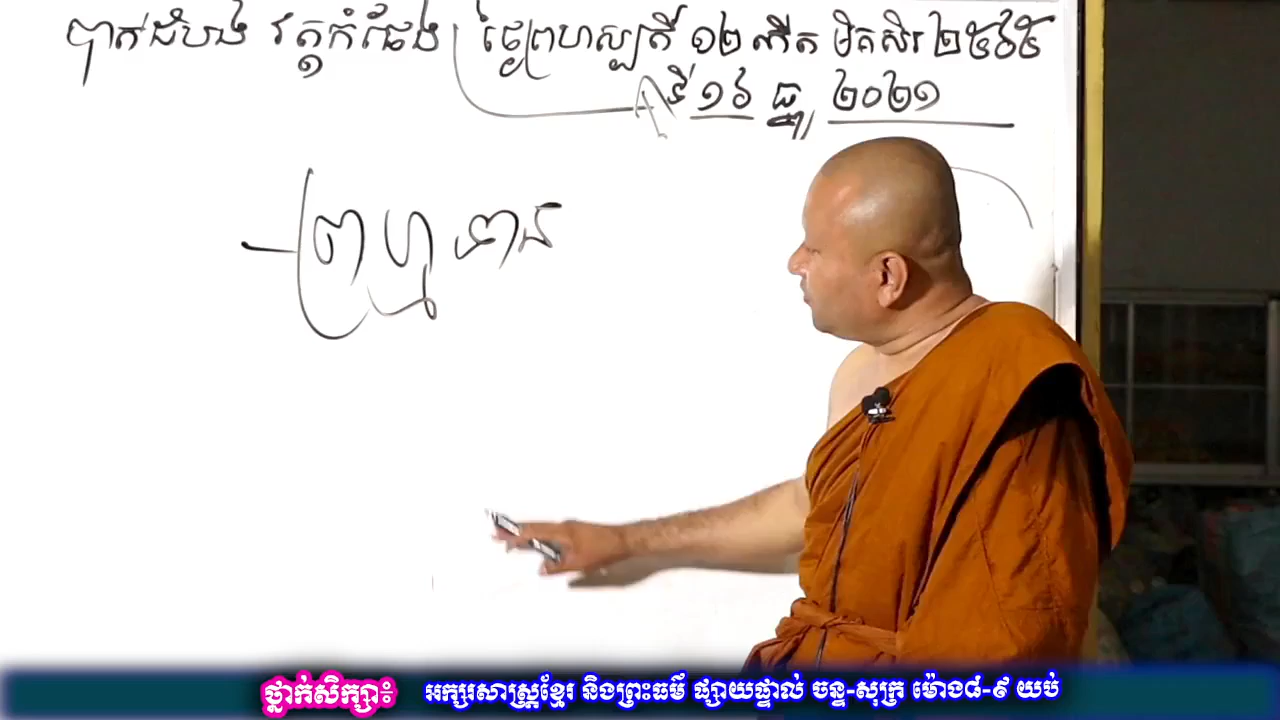 បាត់ដំបង វត្តកំផែង ថ្ងៃព្រហស្បតិ៍ ១២ កើត មិគសិរ ២៥៦៥
ទី ១៦ ធ្នូ ២០២១
ព្រហ្មទាន
ថ្នាក់សិក្សា៖ អក្សរសាស្ត្រខ្មែរ និងព្រះធម៌ ផ្សាយផ្ទាល់ ចន្ទ-សុក្រ ម៉ោង៨-៩ យប់